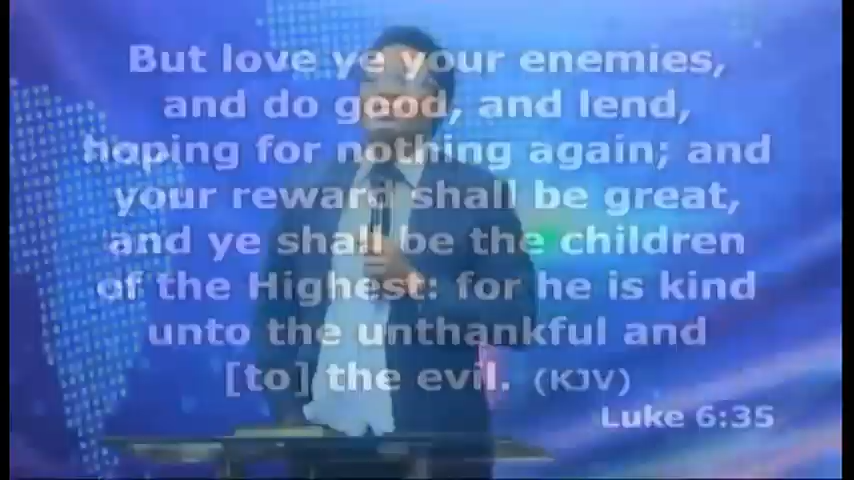 But love ye your enemies,
and do good, and lend,
hoping for nothing again; and
your reward shall be great,
and ye shall be the children
of the Highest: for he is kind
unto the unthankful and
[to] the evil. (KJV)
Luke 6:35